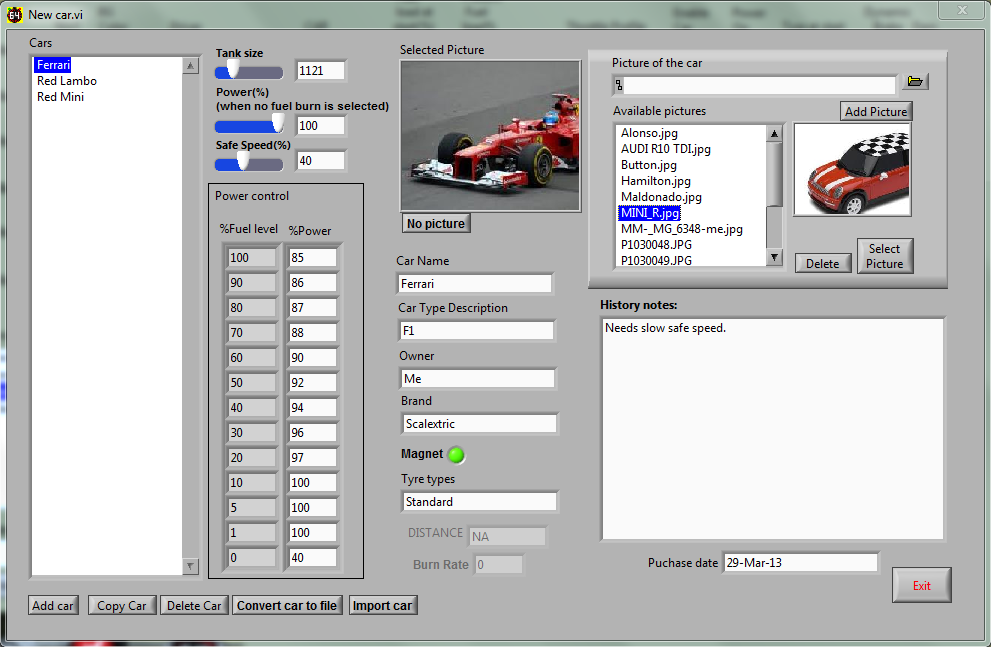 64 New car.vi
Cars
Ferrari
Red Lambo
Red Mini
Tank size
1121
Power(%)
(when no fuel burn is selected)
100
Safe Speed(%)
40
Power control
%Fuel level %Power
100 85
90 86
80 87
70 88
60 90
50 92
40 94
30 96
20 97
10 100
5 100
1 100
0 40
Add car Copy Car Delete Car Convert car to file Import car
Selected Picture
No picture
Car Name
Ferrari
Car Type Description
F1
Owner
Me
Brand
Scalextric
Magnet
Tyre types
Standard
DISTANCE NA
Burn Rate 0
Picture of the car
Available pictures
Add Picture
Alonso.jpg
AUDI R10 TDI.jpg
Button.jpg
Hamilton.jpg
Maldonado.jpg
MINI_R.jpg
MM-_MG_6348-me.jpg
P1030048.JPG
P1030049.JPG
Delete
Select
Picture
History notes:
Needs slow safe speed.
Puchase date 29-Mar-13
Exit